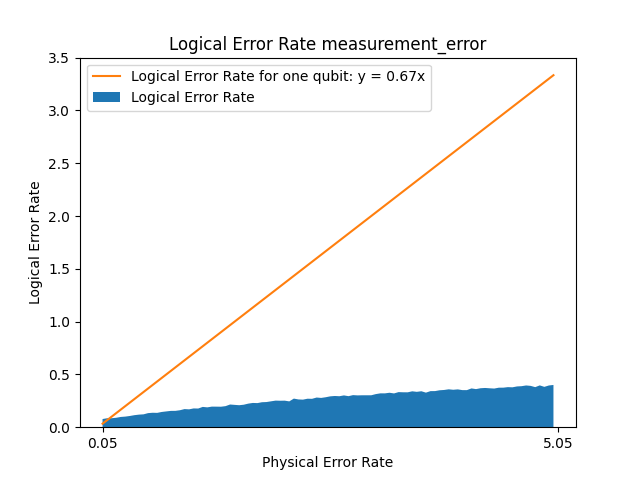 Logical Error Rate measurement_error
Logical Error Rate for one qubit: y = 0.67x
Logical Error Rate
3.5
3.0
2.5
2.0
1.5
1.0
0.5
0.0
Logical Error Rate
0.05
5.05
Physical Error Rate